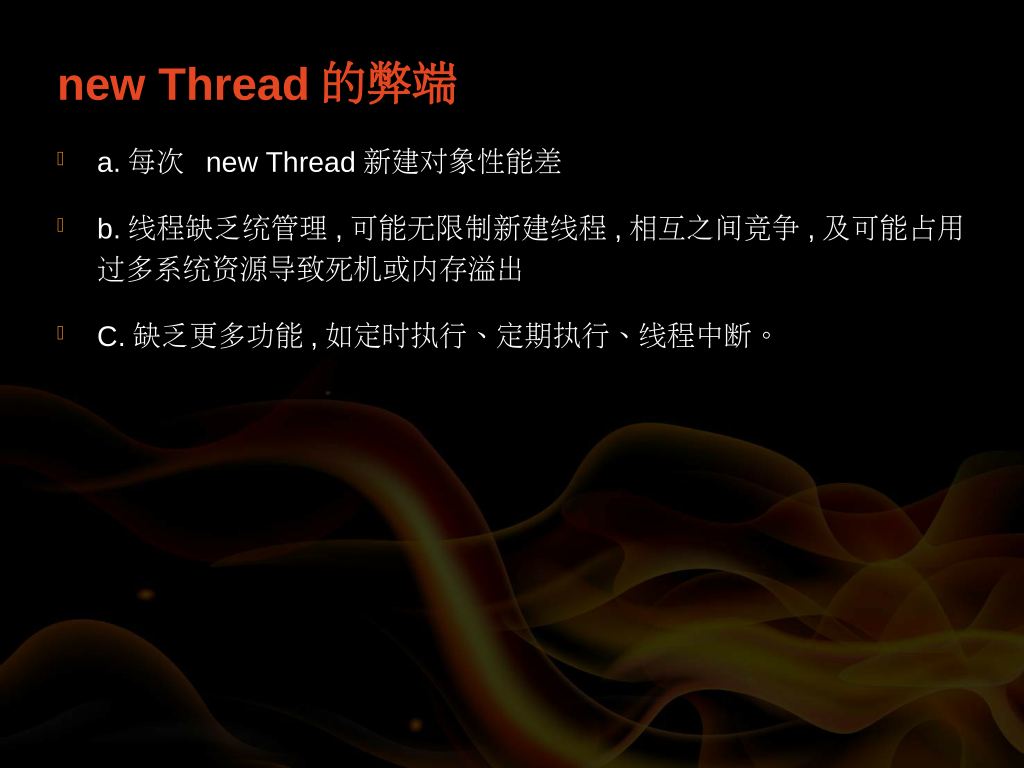 new Thread 的弊端
a. 每次 new Thread 新建对象性能差
b. 线程缺乏统管理 , 可能无限制新建线程 , 相互之间竞争 , 及可能占用
过多系统资源导致死机或内存溢出
C. 缺乏更多功能 , 如定时执行、定期执行、线程中断。